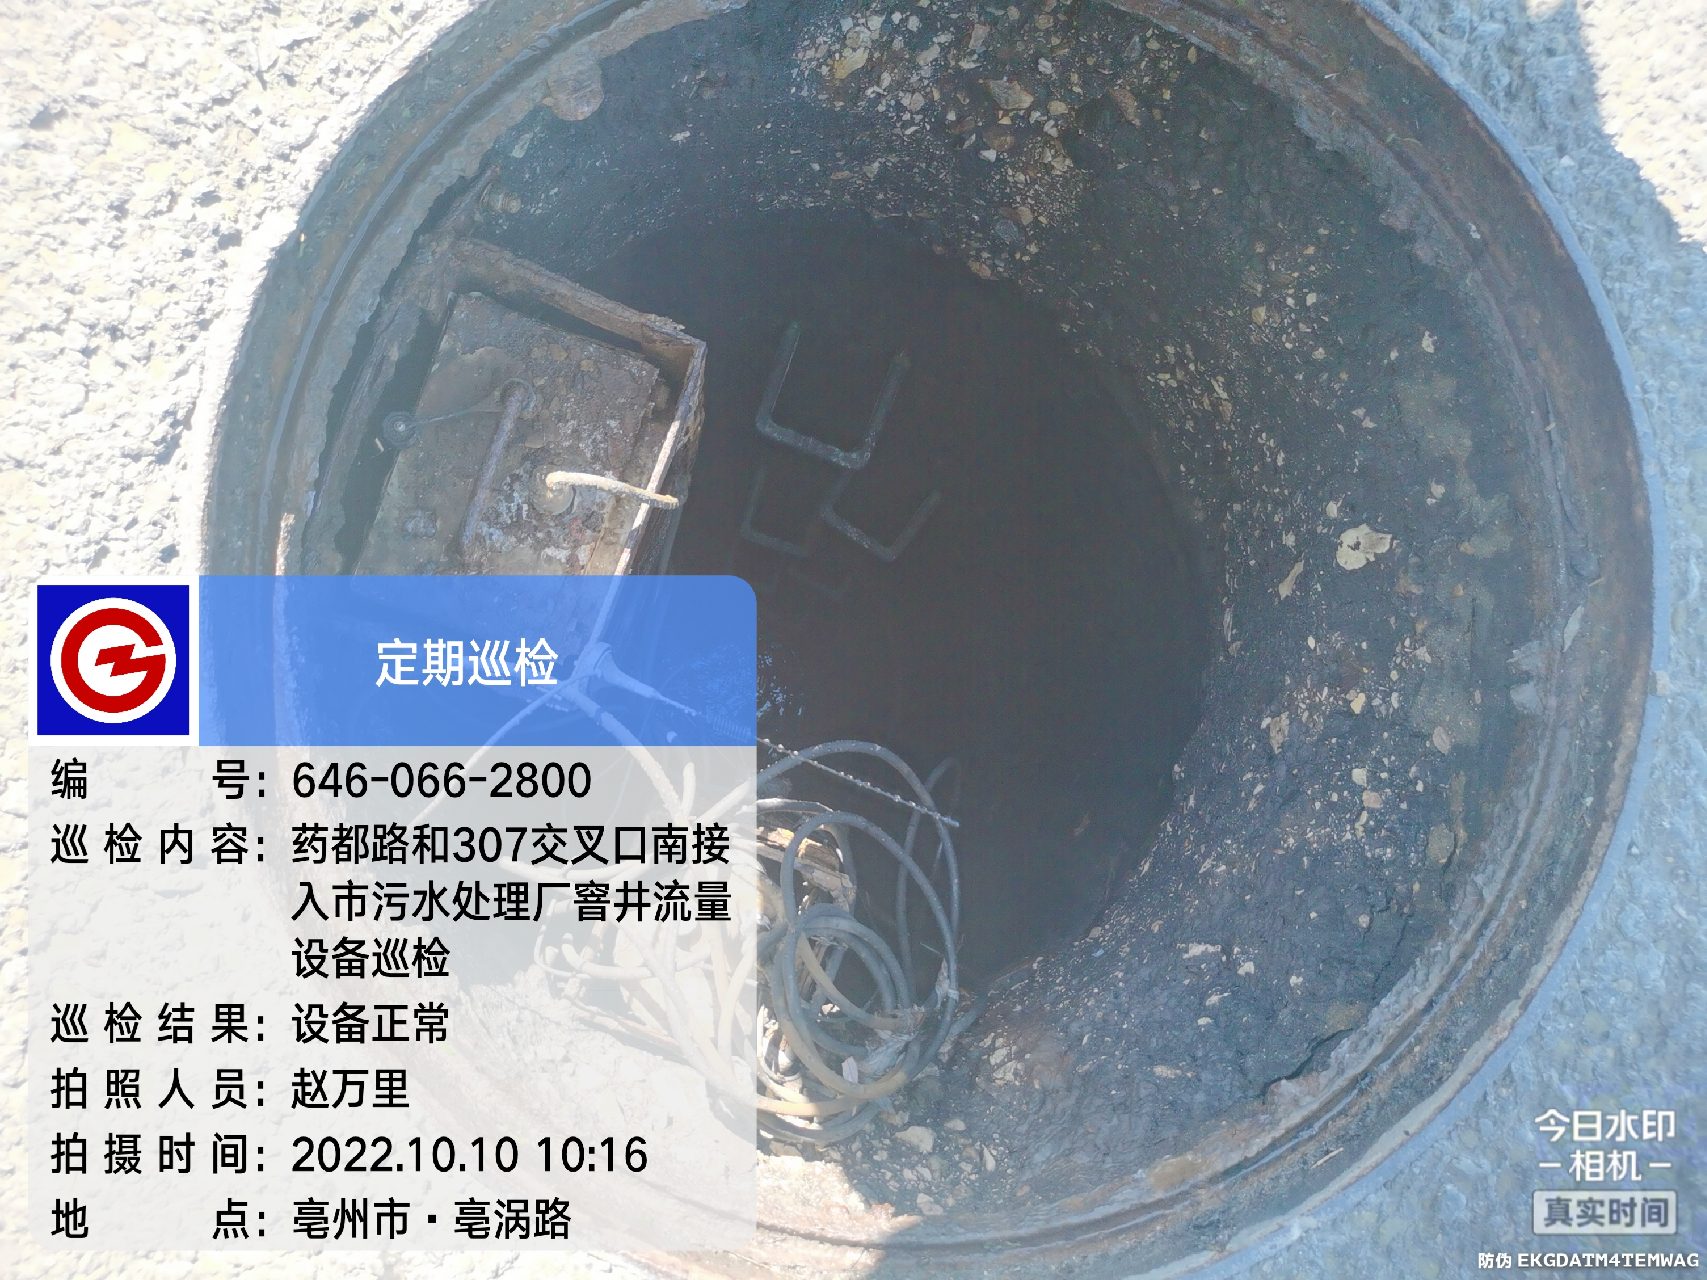 定期巡检
编号：646-066-2800
巡检内容：药都路和307交叉口南接
入市污水处理厂窨井流量
设备巡检
巡检结果：设备正常
拍照人员：赵万里
拍摄时间：2022.10.10 10:16
地点：亳州市·亳涡路
今日水印
相机
真实时间
防伪 EKGDATM4TEMWAG